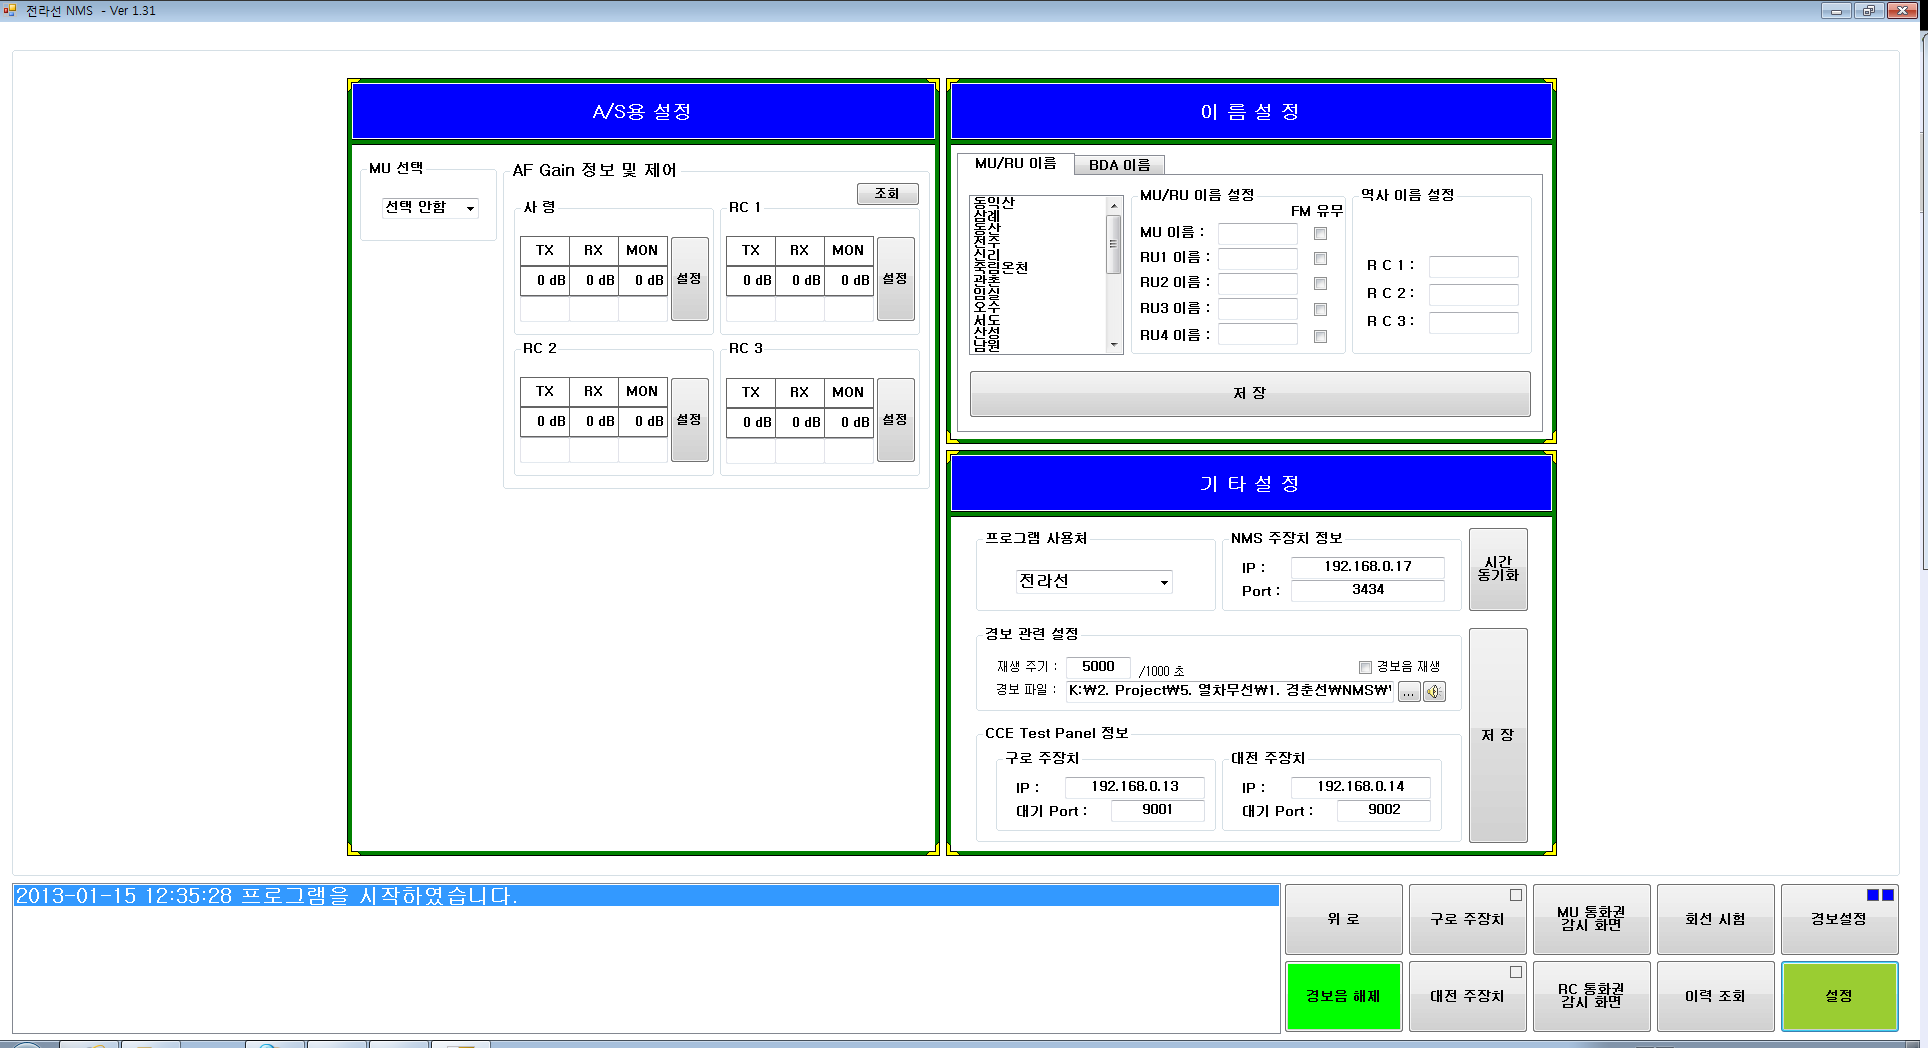 전라선 NMS - Ver 1.31
A/S용 설정
MU 선택
선택 안함
AF Gain 정보 및 제어
조회
사 령
TX RX MON
0 dB 0 dB 0 dB
설정
RC 1
TX RX MON
0 dB 0 dB 0 dB
설정
RC 2
TX RX MON
0 dB 0 dB 0 dB
설정
RC 3
TX RX MON
0 dB 0 dB 0 dB
설정
이 름 설 정
MU/RU 이름
BDA 이름
동익산
삼례
동산
전주
신리
죽림온천
관촌
임실
오수
서도
산성
남원
MU/RU 이름 설정
FM 유무
MU 이름 :
RU1 이름 :
RU2 이름 :
RU3 이름 :
RU4 이름 :
역사 이름 설정
R C 1 :
R C 2 :
R C 3 :
저 장
기 타 설 정
프로그램 사용처
전라선
NMS 주장치 정보
IP : 192.168.0.17
Port : 3434
시간
동기화
경보 관련 설정
재생 주기 : 5000 /1000 초
경보음 재생
경보 파일 : K:₩2. Project₩5. 열차무선₩1. 경춘선₩NMS₩
...
CCE Test Panel 정보
구로 주장치
IP : 192.168.0.13
대기 Port : 9001
대전 주장치
IP : 192.168.0.14
대기 Port : 9002
저 장
2013-01-15 12:35:28 프로그램을 시작하였습니다.
위 로
구로 주장치
MU 통화권
감시 화면
회선 시험
경보설정
경보음 해제
대전 주장치
RC 통화권
감시 화면
이력 조회
설정